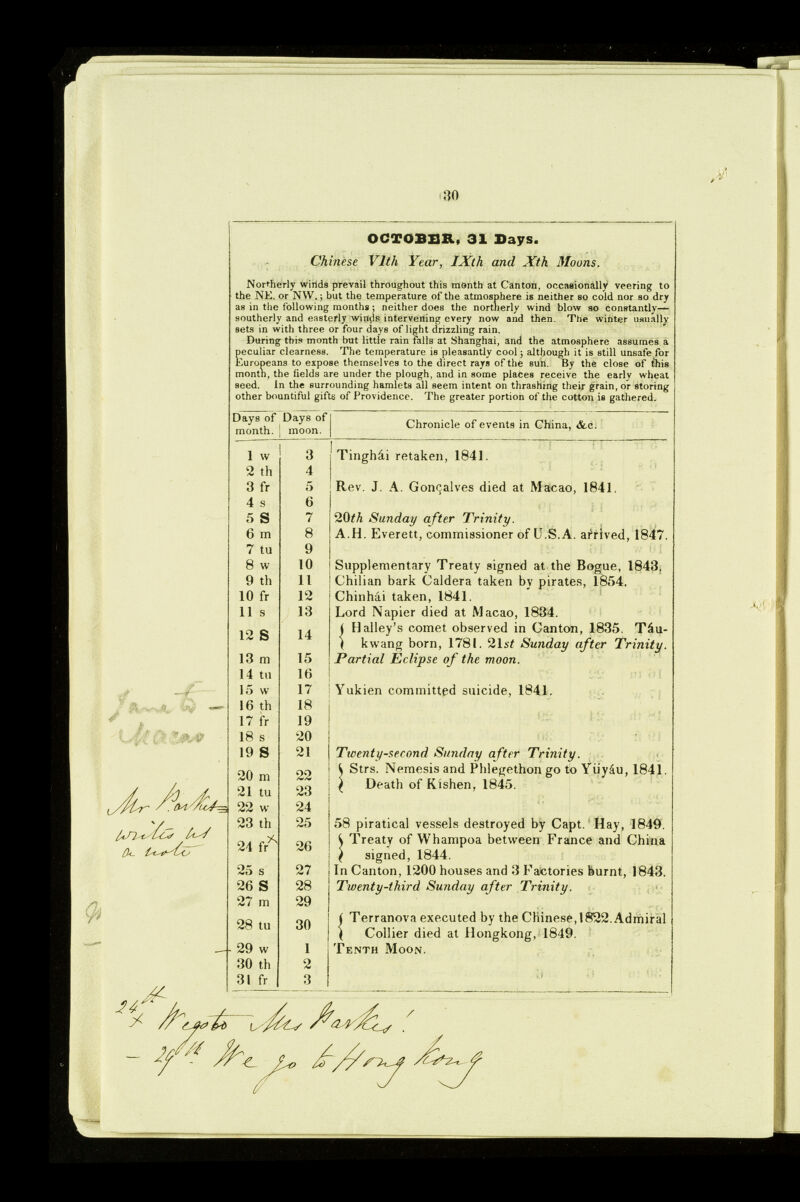 30
OCTOBER, 31 Days.
Chinese VIth Year, IXth and Xth Moons.
Northerly winds prevail throughout this month at Canton, occasionally veering to
the NE. or NW.; but the temperature of the atmosphere is neither so cold nor so dry
as in the following months; neither does the northerly wind blow so constantly—
southerly and easterly winds intervening every now and then. The winter usually
sets in with three or four days of light drizzling rain.
During this month but little rain falls at Shanghai, and the atmosphere assumes a
peculiar clearness. The temperature is pleasantly cool; although it is still unsafe for
Europeans to expose themselves to the direct rays of the sun. By the close of this
month, the fields are under the plough, and in some places receive the early wheat
seed. In the surrounding hamlets all seem intent on thrashing their grain, or storing
other bountiful gifts of Providence. The greater portion of the cotton is gathered.
Days of month. Days of moon. Chronicle of events in China, &c.
1 w 3 Tinghái retaken, 1841.
2 th 4
3 fr 5 Rev. J. A. Gonçalves died at Macao, 1841.
4 s 6
5 S 7 20th Sunday after Trinity.
6 m 8 A.H. Everett, commissioner of U.S.A. arrived, 1847.
7 tu 9
8 w 10 Supplementary Treaty signed at the Bogue, 1843.
9 th 11 Chilian bark Caldera taken by pirates, 1854.
10 fr 12 Chinhái taken, 1841.
11 s 13 Lord Napier died at Macao, 1834.
12 S 14 Halley's comet observed in Canton, 1835. Táu-
kwang born, 1781. 21st Sunday after Trinity.
13 m 15 Partial Eclipse of the moon.
14 tu 16
15 w 17 Yukien committed suicide, 1841.
16 th 18
17 fr 19
18 s 20
19 S 21 Twenty-second Sunday after Trinity.
20 m 22 Strs. Nemesis and Phlegethon go to Yüyáu, 1841.
21 tu 23 Death of Kíshen, 1845.
22 w 24
23 th 25 58 piratical vessels destroyed by Capt. Hay, 1849.
24 fr x 26 Treaty of Whampoa between France and China
signed, 1844.
25 s 27 In Canton, 1200 houses and 3 Factories burnt, 1843.
26 S 28 Twenty-third Sunday after Trinity.
27 m 29
28 tu 30 Terranova executed by the Chinese, 1822. Admiral
Collier died at Hongkong, 1849.
29 w 1 TENTH MOON.
30 th 2
31 fr 3
to —
Macao
Mr Parkes
writes us
a note
24th x We go to Mrs Parkes!
— 29th. We go to Hong Kong